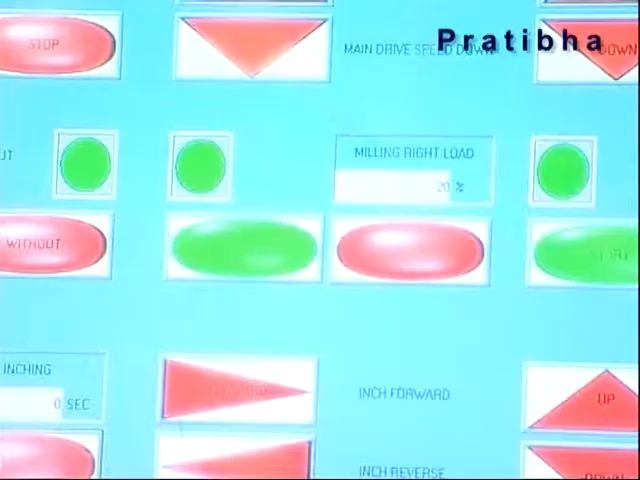 Pratibha
STOP
MAIN DRIVE SPEED DOWN
DOWN
MILLING RIGHT LOAD
20 %
WITHOUT
INCHING
0 SEC
INCH FORWARD
UP
INCH REVERSE
DOWN